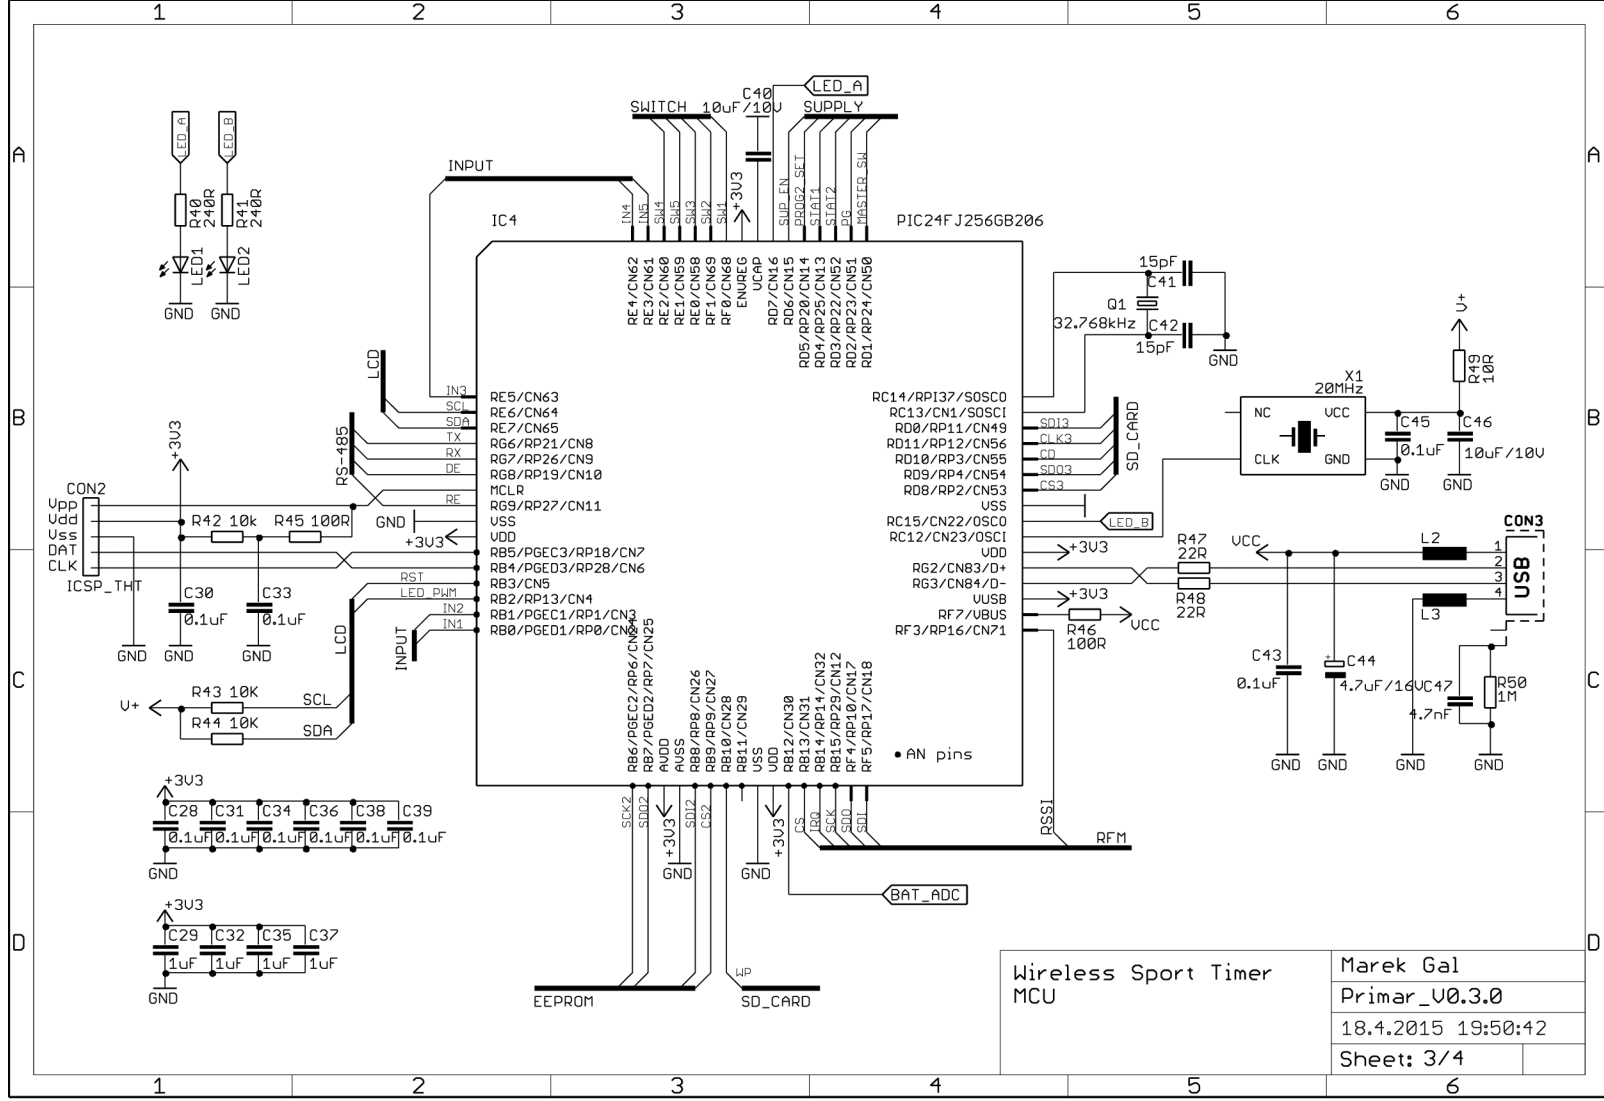 1 2 3 4 5 6
A A
B B
C C
D D
LED_A
LED_B
R40
240R
R41
240R
LED1
LED2
GND
GND
INPUT
SWITCH
C40
10uF/10V
LED_A
SUPPLY
IN4
IN5
SW4
SW5
SW3
SW2
SW1
+3V3
SUP_EN
PROG2_SET
STAT1
STAT2
PG
MASTER_SW
IC4
PIC24FJ256GB206
RE4/CN62
RE3/CN61
RE2/CN60
RE1/CN59
RE0/CN58
RF1/CN69
RF0/CN68
ENVREG
VCAP
RD7/CN16
RD6/CN15
RD5/RP20/CN14
RD4/RP25/CN13
RD3/RP22/CN52
RD2/RP23/CN51
RD1/RP24/CN50
LCD
RS-485
IN3
SCL
SDA
TX
RX
DE
RE
GND
+3V3
RST
LED_PWM
IN2
IN1
RE5/CN63
RE6/CN64
RE7/CN65
RG6/RP21/CN8
RG7/RP26/CN9
RG8/RP19/CN10
MCLR
RG9/RP27/CN11
VSS
VDD
RB5/PGEC3/RP18/CN7
RB4/PGED3/RP28/CN6
RB3/CN5
RB2/RP13/CN4
RB1/PGEC1/RP1/CN3
RB0/PGED1/RP0/CN2
RC14/RPI37/SOSCO
RC13/CN1/SOSCI
RD0/RP11/CN49
RD11/RP12/CN56
RD10/RP3/CN55
RD9/RP4/CN54
RD8/RP2/CN53
VSS
RC15/CN22/OSCO
RC12/CN23/OSCI
VDD
RG2/CN83/D+
RG3/CN84/D-
VUSB
RF7/VBUS
RF3/RP16/CN71
SDI3
CLK3
CD
SDO3
CS3
SD_CARD
LED_B
+3V3
+3V3
R46
100R
VCC
15pF
C41
Q1
32.768kHz
C42
15pF
GND
X1
20MHz
NC
VCC
CLK
GND
V+
R49
10R
C45
0.1uF
C46
10uF/10V
GND
GND
R47
22R
R48
22R
VCC
L2
L3
CON3
1
2
3
4
USB
C43
0.1uF
C44
+
4.7uF/16V
C47
4.7nF
R50
1M
GND
GND
GND
GND
+3V3
CON2
Vpp
Vdd
Vss
DAT
CLK
ICSP_THT
R42 10k
R45 100R
C30
0.1uF
C33
0.1uF
GND
GND
GND
LCD
INPUT
V+
R43 10K
R44 10K
SCL
SDA
RB6/PGEC2/RP6/CN24
RB7/PGED2/RP7/CN25
AVDD
AVSS
RB8/RP8/CN26
RB9/RP9/CN27
RB10/CN28
RB11/CN29
VSS
VDD
RB12/CN30
RB13/CN31
RB14/RP14/CN32
RB15/RP29/CN12
RF4/RP10/CN17
RF5/RP17/CN18
AN pins
SCK2
SDO2
+3V3
GND
SDI2
CS2
GND
+3V3
CS
IRQ
SCK
SDO
SDI
RSSI
RFM
BAT_ADC
WP
EEPROM
SD_CARD
+3V3
C28
0.1uF
C31
0.1uF
C34
0.1uF
C36
0.1uF
C38
0.1uF
C39
0.1uF
GND
+3V3
C29
1uF
C32
1uF
C35
1uF
C37
1uF
GND
Wireless Sport Timer
MCU
Marek Gal
Primar_V0.3.0
18.4.2015 19:50:42
Sheet: 3/4
1 2 3 4 5 6